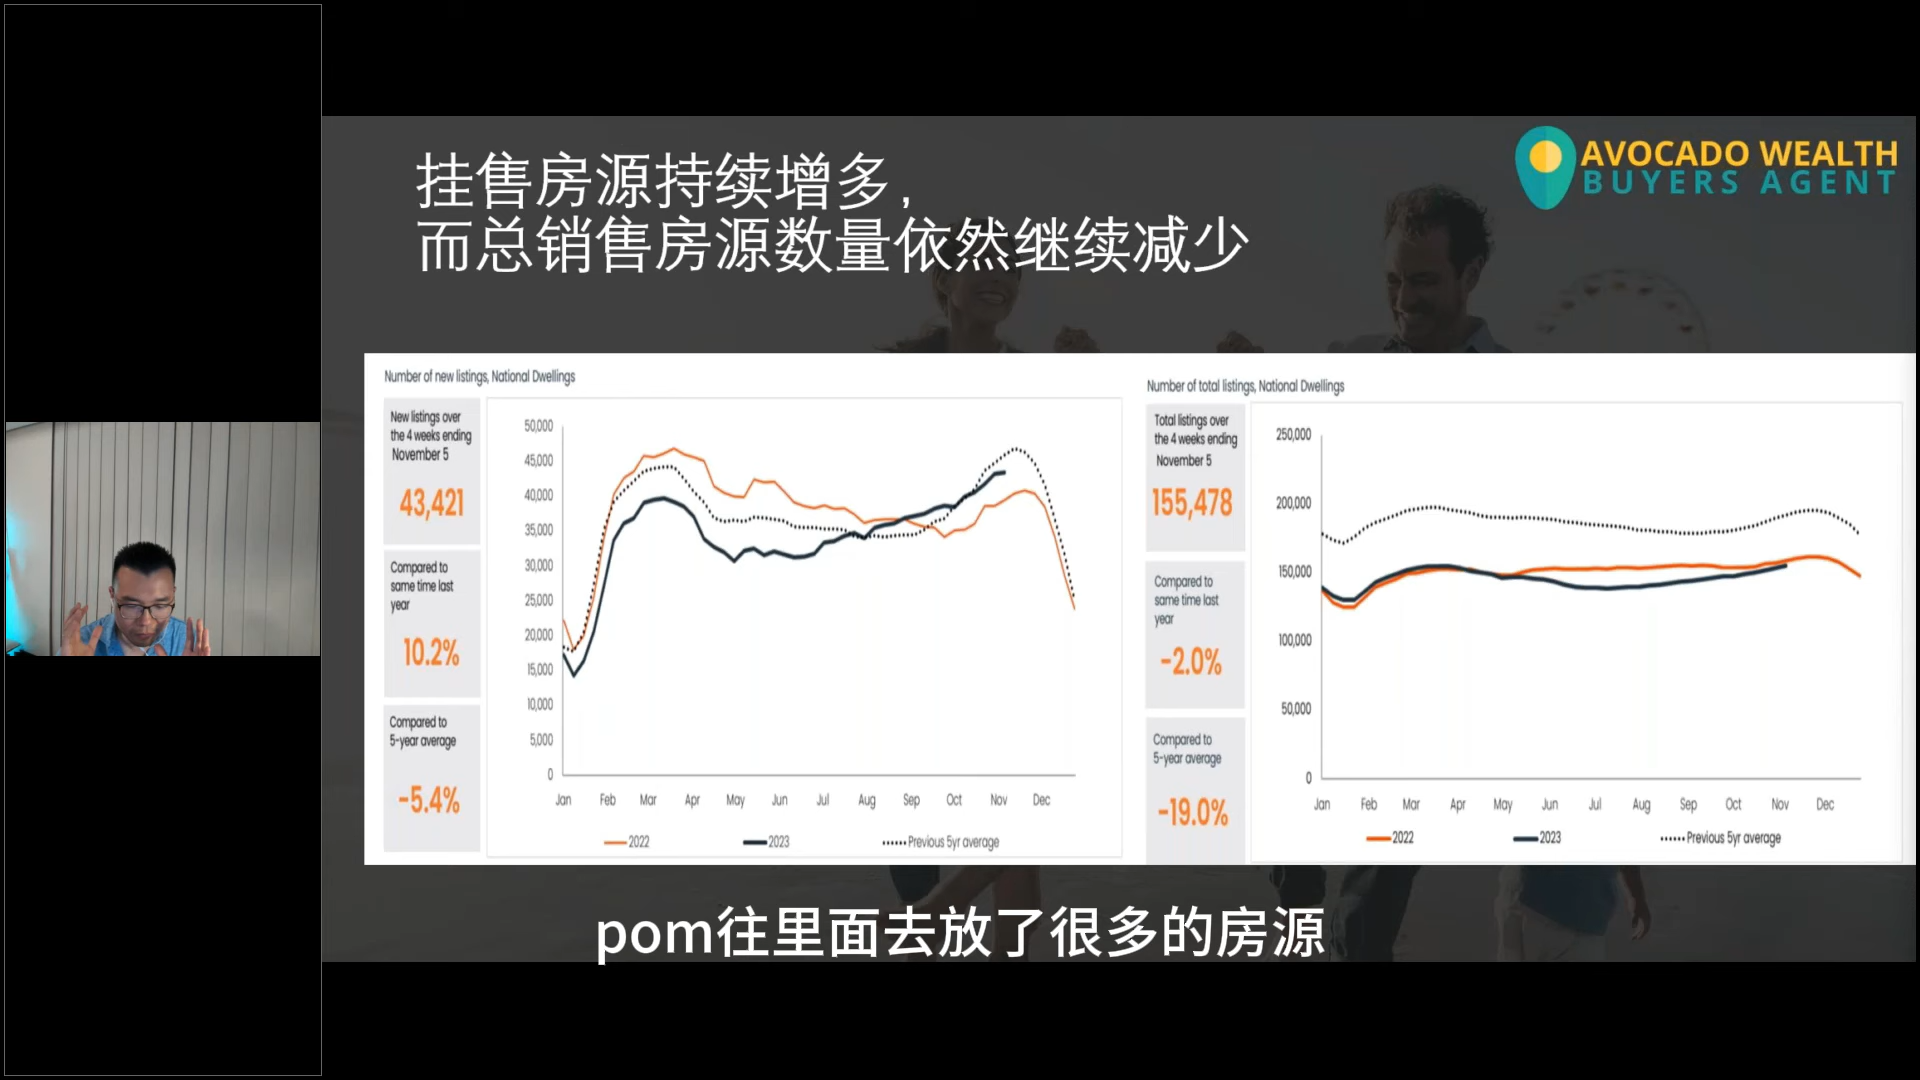 挂售房源持续增多，
而总销售房源数量依然继续减少
AVOCADO WEALTH
BUYERS AGENT
Number of new listings, National Dwellings
New listings over
the 4 weeks ending
November 5
43,421
Compared to
same time last
year
10.2%
Compared to
5-year average
-5.4%
50,000
45,000
40,000
35,000
30,000
25,000
20,000
15,000
10,000
5,000
0
Jan Feb Mar Apr May Jun Jul Aug Sep Oct Nov Dec
2022 2023 Previous 5yr average
Number of total listings, National Dwellings
Total listings over
the 4 weeks ending
November 5
155,478
Compared to
same time last
year
-2.0%
Compared to
5-year average
-19.0%
250,000
200,000
150,000
100,000
50,000
0
Jan Feb Mar Apr May Jun Jul Aug Sep Oct Nov Dec
2022 2023 Previous 5yr average
pom往里面去放了很多的房源